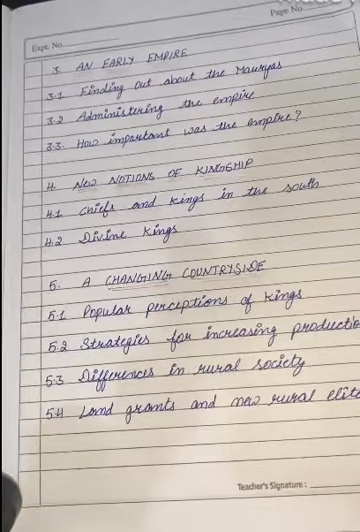 Page No
Expt. No.
3. AN EARLY EMPIRE
3.1 Finding out about the Mauryas
3.2 Administering the empire
3.3. How important was the empire?
4. NEW NOTIONS OF KINGSHIP
4.1 Chiefs and kings in the south
4.2 Divine Kings
5. A CHANGING COUNTRYSIDE
5.1 Popular perceptions of kings
5.2 Strategies for increasing productio
5.3 Differences in rural society
5.4 Land grants and new rural elite
Teacher's Signature :